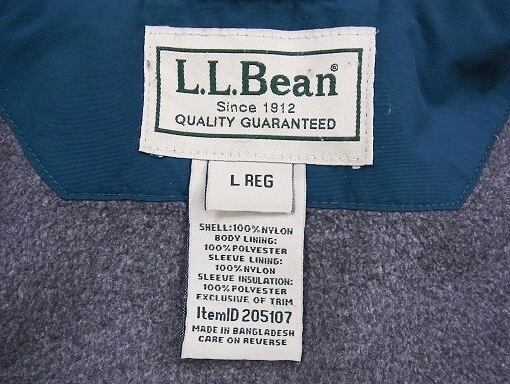 L.L.Bean®
Since 1912
QUALITY GUARANTEED
L REG
SHELL:100% NYLON
BODY LINING:
100% POLYESTER
SLEEVE LINING:
100% NYLON
SLEEVE INSULATION:
100% POLYESTER
EXCLUSIVE OF TRIM
ItemID 205107
MADE IN BANGLADESH
CARE ON REVERSE